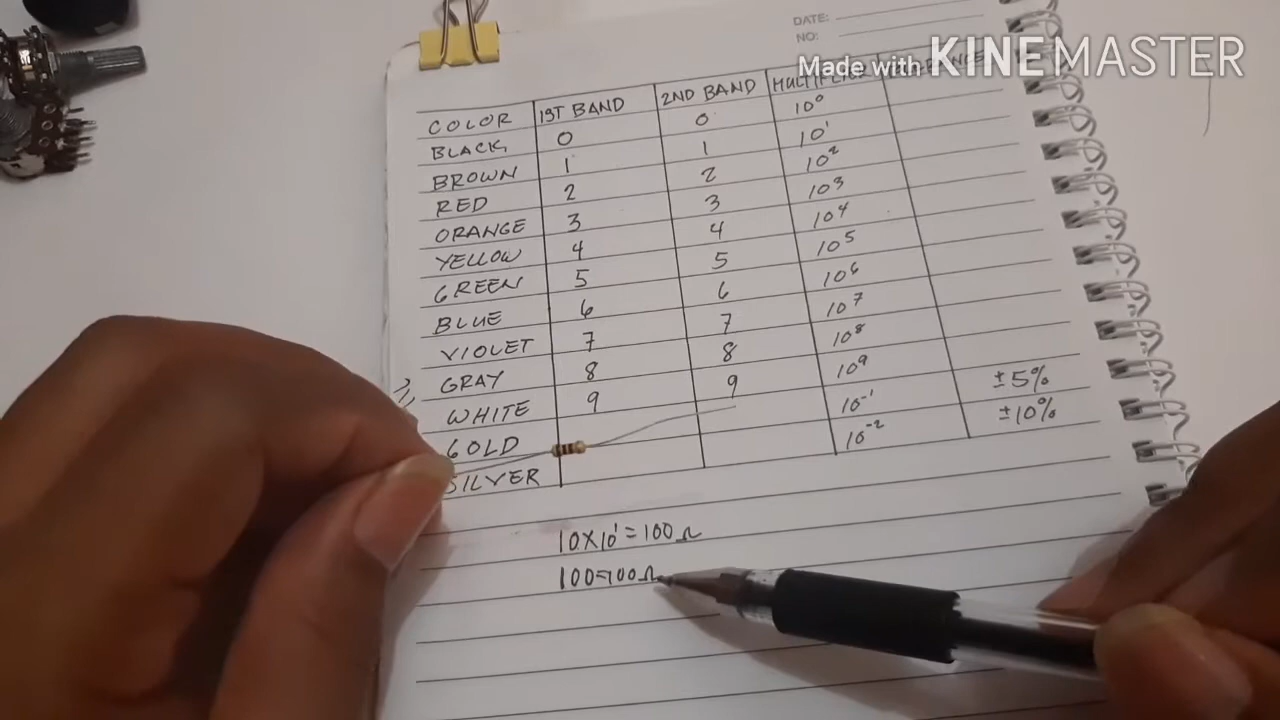 DATE:
NO:
Made with KINEMASTER
COLOR 1ST BAND 2ND BAND
BLACK 0 0 10⁰
BROWN 1 1 10¹
RED 2 2 10²
ORANGE 3 3 10³
YELLOW 4 4 10⁴
GREEN 5 5 10⁵
BLUE 6 6 10⁶
VIOLET 7 7 10⁷
GRAY 8 8 10⁸
WHITE 9 9 10⁹
GOLD 10⁻¹ ±5%
SILVER 10⁻² ±10%
10X10¹=100Ω
100=100Ω